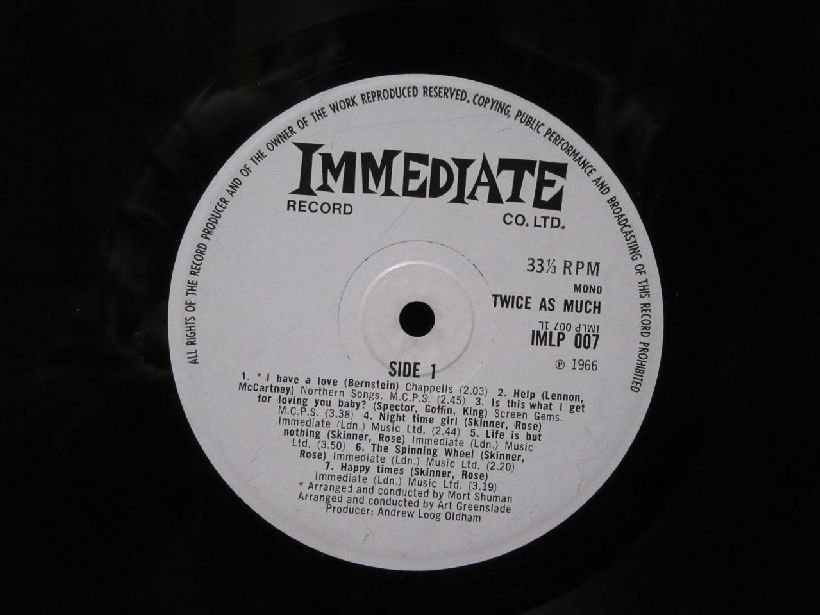 ALL RIGHTS OF THE RECORD PRODUCER AND OF THE OWNER OF THE WORK REPRODUCED RESERVED. COPYING, PUBLIC PERFORMANCE AND BROADCASTING OF THIS RECORD PROHIBITED
IMMEDIATE
RECORD CO. LTD.
33⅓ RPM
MONO
TWICE AS MUCH
IMLP 007 1L
IMLP 007
℗ 1966
SIDE 1
1. * I have a love (Bernstein) Chappells (2.03) 2. Help (Lennon,
McCartney) Northern Songs. M.C.P.S. (2.45) 3. Is this what I get
for loving you baby? (Spector, Goffin, King) Screen Gems.
M.C.P.S. (3.38) 4. Night time girl (Skinner, Rose)
Immediate (Ldn.) Music Ltd. (2.44) 5. Life is but
nothing (Skinner, Rose) Immediate (Ldn.) Music
Ltd. (3.50) 6. The Spinning Wheel (Skinner,
Rose) Immediate (Ldn.) Music Ltd. (2.20)
7. Happy times (Skinner, Rose)
Immediate (Ldn.) Music Ltd. (3.19)
* Arranged and conducted by Mort Shuman
Arranged and conducted by Art Greenslade
Producer: Andrew Loog Oldham